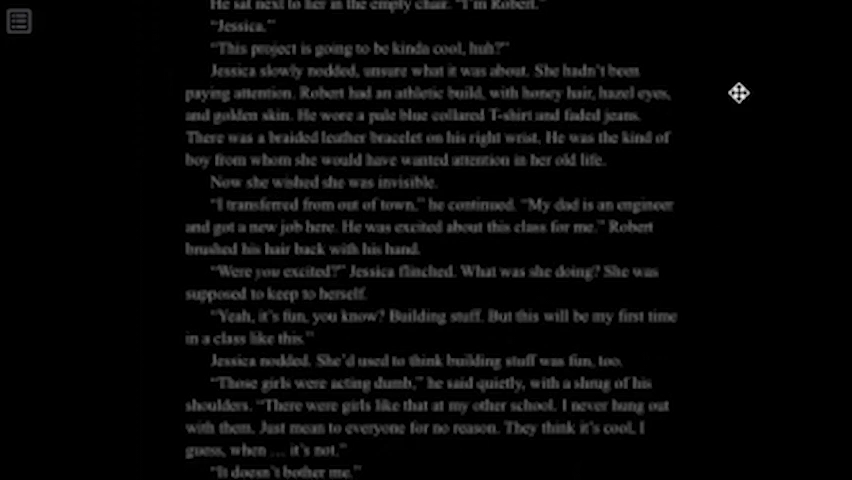 He sat next to her in the empty chair. “I’m Robert.”
“Jessica.”
“This project is going to be kinda cool, huh?”
Jessica slowly nodded, unsure what it was about. She hadn’t been
paying attention. Robert had an athletic build, with honey hair, hazel eyes,
and golden skin. He wore a pale blue collared T-shirt and faded jeans.
There was a braided leather bracelet on his right wrist. He was the kind of
boy from whom she would have wanted attention in her old life.
Now she wished she was invisible.
“I transferred from out of town,” he continued. “My dad is an engineer
and got a new job here. He was excited about this class for me.” Robert
brushed his hair back with his hand.
“Were you excited?” Jessica flinched. What was she doing? She was
supposed to keep to herself.
“Yeah, it’s fun, you know? Building stuff. But this will be my first time
in a class like this.”
Jessica nodded. She’d used to think building stuff was fun, too.
“Those girls were acting dumb,” he said quietly, with a shrug of his
shoulders. “There were girls like that at my other school. I never hung out
with them. Just mean to everyone for no reason. They think it’s cool, I
guess, when … it’s not.”
“It doesn’t bother me.”